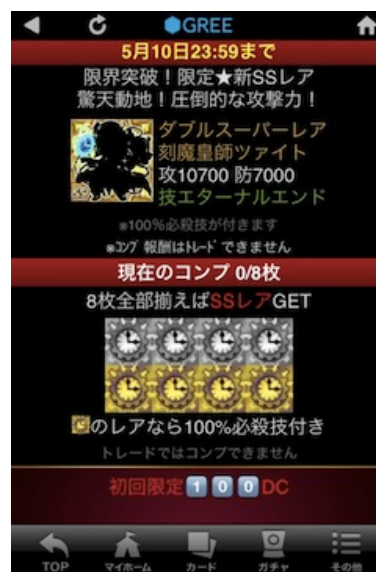 GREE
5月10日23:59まで
限界突破！限定★新SSレア
驚天動地！圧倒的な攻撃力！
ダブルスーパーレア
刻魔皇師ツァイト
攻10700 防7000
技エターナルエンド
※100%必殺技が付きます
※ｺﾝﾌﾟ報酬はﾄﾚｰﾄﾞできません
現在のコンプ 0/8枚
8枚全部揃えばSSレアGET
のレアなら100%必殺技付き
トレードではコンプできません
初回限定100DC
TOP マイホーム カード ガチャ その他